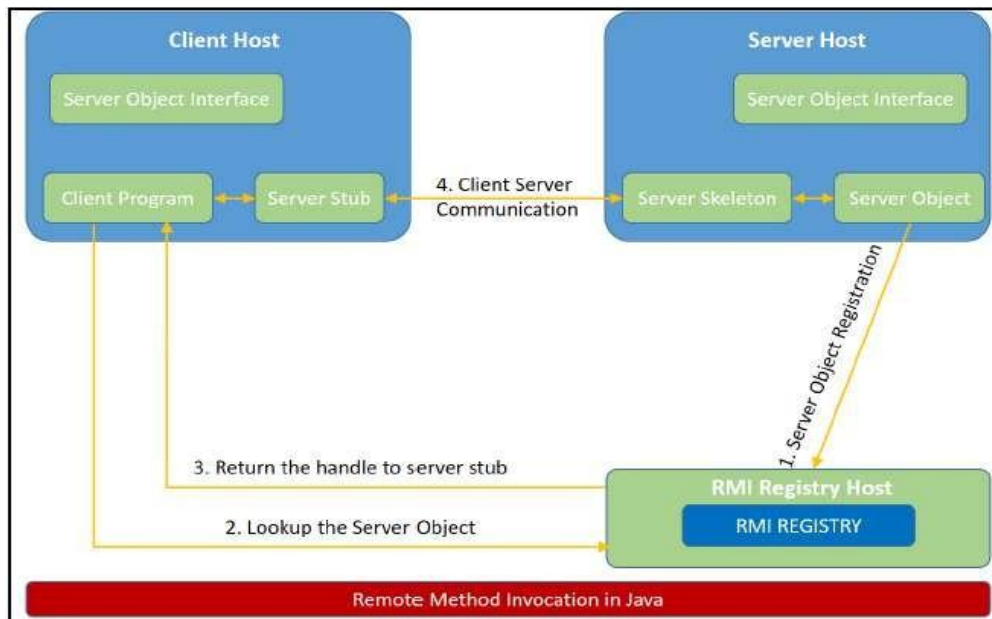 Client Host
Server Object Interface
Client Program
Server Stub
4. Client Server
Communication
Server Host
Server Object Interface
Server Skeleton
Server Object
1. Server Object Registration
3. Return the handle to server stub
2. Lookup the Server Object
RMI Registry Host
RMI REGISTRY
Remote Method Invocation in Java